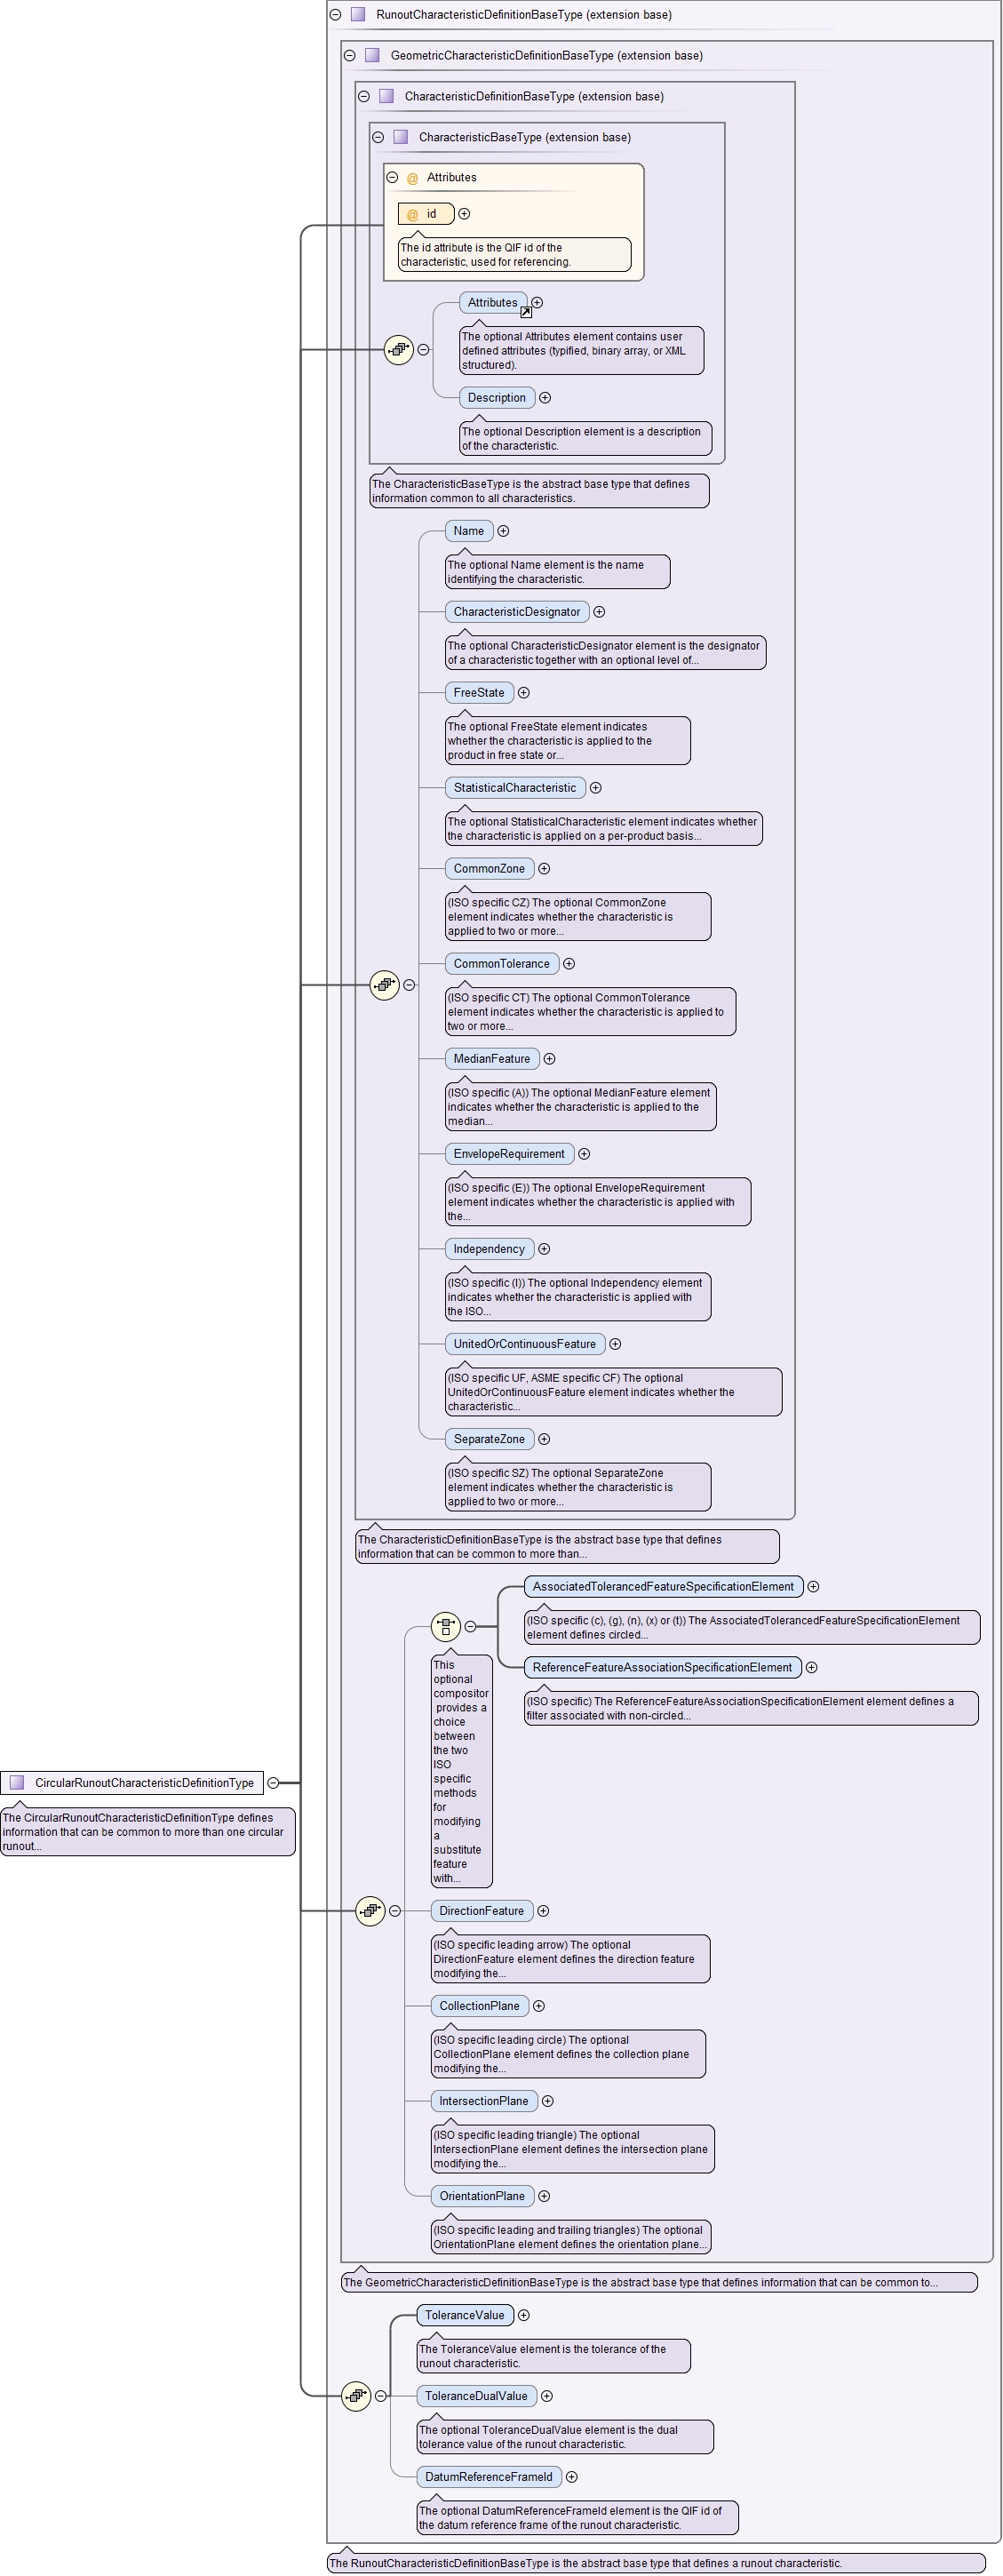 RunoutCharacteristicDefinitionBaseType (extension base)
GeometricCharacteristicDefinitionBaseType (extension base)
CharacteristicDefinitionBaseType (extension base)
CharacteristicBaseType (extension base)
@ Attributes
@ id
The id attribute is the QIF id of the
characteristic, used for referencing.
Attributes
The optional Attributes element contains user
defined attributes (typified, binary array, or XML
structured).
Description
The optional Description element is a description
of the characteristic.
The CharacteristicBaseType is the abstract base type that defines
information common to all characteristics.
Name
The optional Name element is the name
identifying the characteristic.
CharacteristicDesignator
The optional CharacteristicDesignator element is the designator
of a characteristic together with an optional level of...
FreeState
The optional FreeState element indicates
whether the characteristic is applied to the
product in free state or...
StatisticalCharacteristic
The optional StatisticalCharacteristic element indicates whether
the characteristic is applied on a per-product basis...
CommonZone
(ISO specific CZ) The optional CommonZone
element indicates whether the characteristic is
applied to two or more...
CommonTolerance
(ISO specific CT) The optional CommonTolerance
element indicates whether the characteristic is applied to
two or more...
MedianFeature
(ISO specific (A)) The optional MedianFeature element
indicates whether the characteristic is applied to the
median...
EnvelopeRequirement
(ISO specific (E)) The optional EnvelopeRequirement
element indicates whether the characteristic is applied with
the...
Independency
(ISO specific (I)) The optional Independency element
indicates whether the characteristic is applied with
the ISO...
UnitedOrContinuousFeature
(ISO specific UF, ASME specific CF) The optional
UnitedOrContinuousFeature element indicates whether the
characteristic...
SeparateZone
(ISO specific SZ) The optional SeparateZone
element indicates whether the characteristic is
applied to two or more...
The CharacteristicDefinitionBaseType is the abstract base type that defines
information that can be common to more than...
AssociatedTolerancedFeatureSpecificationElement
(ISO specific (c), (g), (n), (x) or (t)) The AssociatedTolerancedFeatureSpecificationElement
element defines circled...
ReferenceFeatureAssociationSpecificationElement
(ISO specific) The ReferenceFeatureAssociationSpecificationElement element defines a
filter associated with non-circled...
This
optional
compositor
provides a
choice
between
the two
ISO
specific
methods
for
modifying
a
substitute
feature
with...
CircularRunoutCharacteristicDefinitionType
The CircularRunoutCharacteristicDefinitionType defines
information that can be common to more than one circular
runout...
DirectionFeature
(ISO specific leading arrow) The optional
DirectionFeature element defines the direction feature
modifying the...
CollectionPlane
(ISO specific leading circle) The optional
CollectionPlane element defines the collection plane
modifying the...
IntersectionPlane
(ISO specific leading triangle) The optional
IntersectionPlane element defines the intersection plane
modifying the...
OrientationPlane
(ISO specific leading and trailing triangles) The optional
OrientationPlane element defines the orientation plane...
The GeometricCharacteristicDefinitionBaseType is the abstract base type that defines information that can be common to...
ToleranceValue
The ToleranceValue element is the tolerance of the
runout characteristic.
ToleranceDualValue
The optional ToleranceDualValue element is the dual
tolerance value of the runout characteristic.
DatumReferenceFrameId
The optional DatumReferenceFrameId element is the QIF id of
the datum reference frame of the runout characteristic.
The RunoutCharacteristicDefinitionBaseType is the abstract base type that defines a runout characteristic.